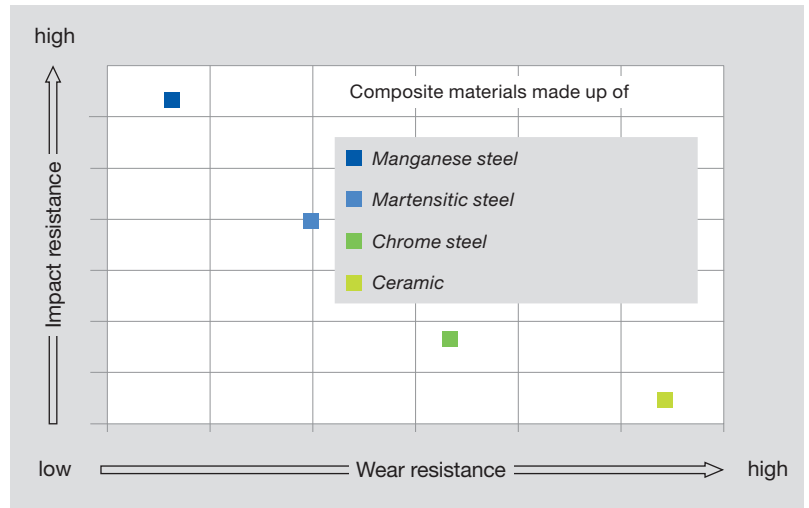 high
Composite materials made up of
Manganese steel
Martensitic steel
Chrome steel
Ceramic
Impact resistance
low
Wear resistance
high